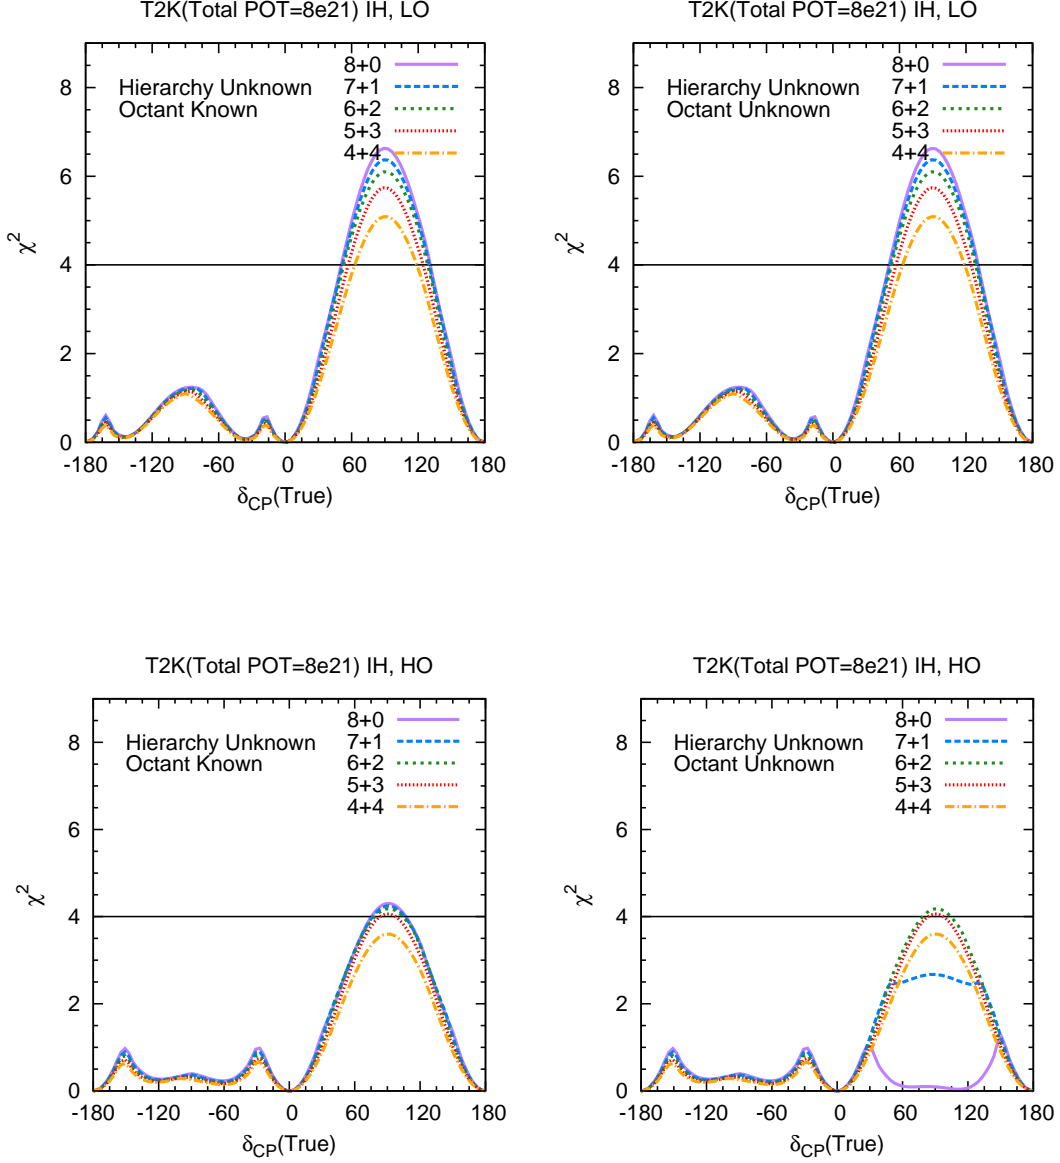 T2K(Total POT=8e21) IH, LO
8
6
4
2
0
χ2
Hierarchy Unknown
Octant Known
8+0
7+1
6+2
5+3
4+4
-180 -120 -60 0 60 120 180
δCP(True)
T2K(Total POT=8e21) IH, LO
8
6
4
2
0
χ2
Hierarchy Unknown
Octant Unknown
8+0
7+1
6+2
5+3
4+4
-180 -120 -60 0 60 120 180
δCP(True)
T2K(Total POT=8e21) IH, HO
8
6
4
2
0
χ2
Hierarchy Unknown
Octant Known
8+0
7+1
6+2
5+3
4+4
-180 -120 -60 0 60 120 180
δCP(True)
T2K(Total POT=8e21) IH, HO
8
6
4
2
0
χ2
Hierarchy Unknown
Octant Unknown
8+0
7+1
6+2
5+3
4+4
-180 -120 -60 0 60 120 180
δCP(True)